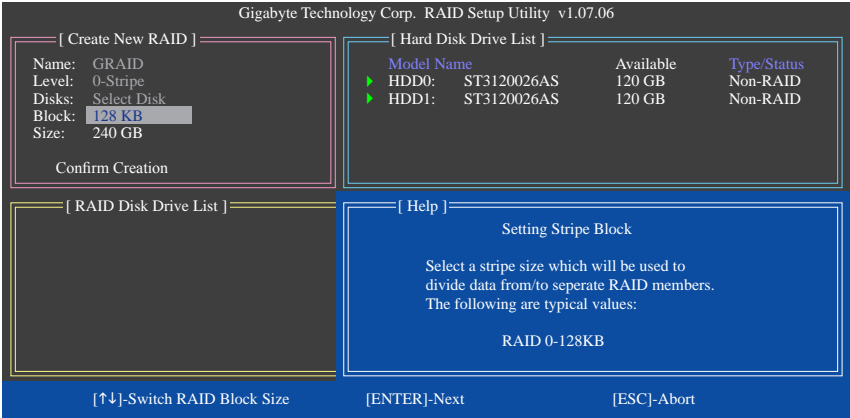 Gigabyte Technology Corp. RAID Setup Utility v1.07.06
[ Create New RAID ]
Name: GRAID
Level: 0-Stripe
Disks: Select Disk
Block: 128 KB
Size: 240 GB
Confirm Creation
[ Hard Disk Drive List ]
Model Name Available Type/Status
HDD0: ST3120026AS 120 GB Non-RAID
HDD1: ST3120026AS 120 GB Non-RAID
[ RAID Disk Drive List ]
[ Help ]
Setting Stripe Block
Select a stripe size which will be used to
divide data from/to seperate RAID members.
The following are typical values:
RAID 0-128KB
[↑↓]-Switch RAID Block Size [ENTER]-Next [ESC]-Abort